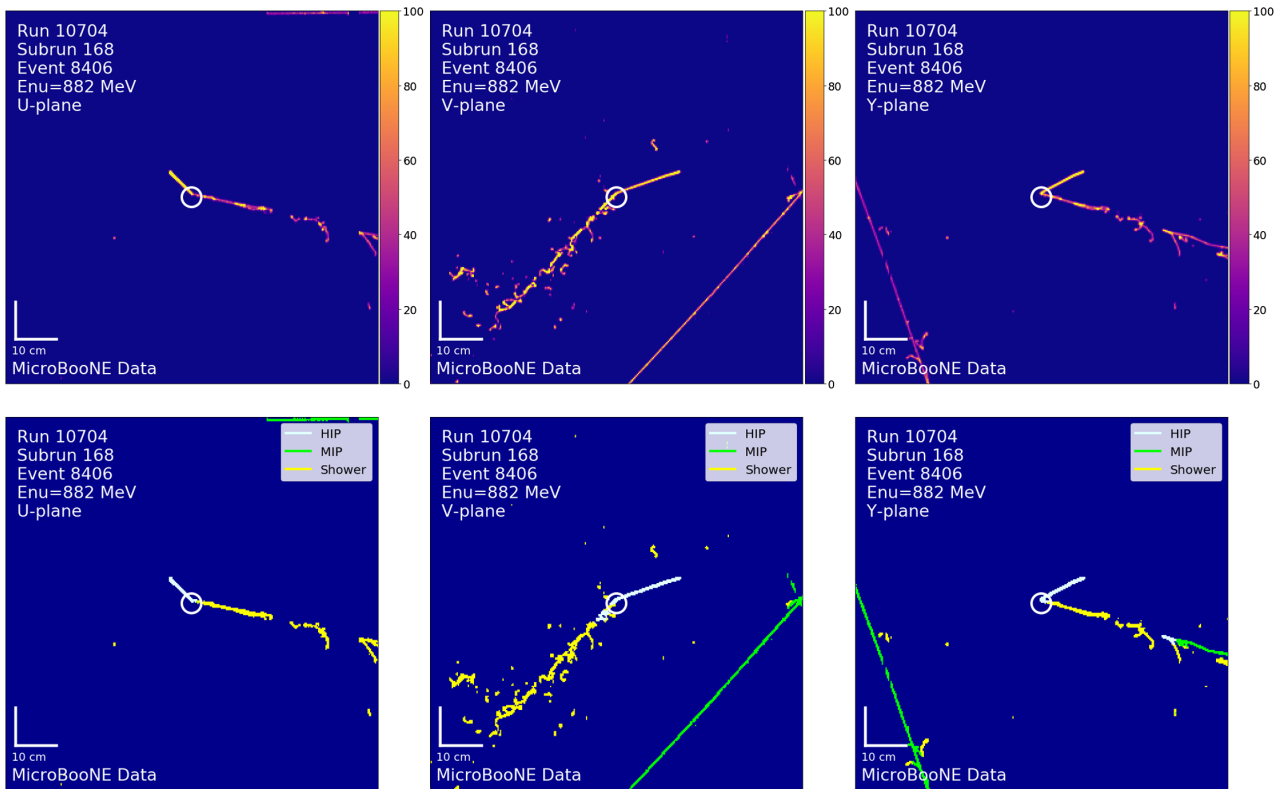 Run 10704
Subrun 168
Event 8406
Enu=882 MeV
U-plane
10 cm
MicroBooNE Data
100
80
60
40
20
0
Run 10704
Subrun 168
Event 8406
Enu=882 MeV
V-plane
10 cm
MicroBooNE Data
100
80
60
40
20
0
Run 10704
Subrun 168
Event 8406
Enu=882 MeV
Y-plane
10 cm
MicroBooNE Data
100
80
60
40
20
0
Run 10704
Subrun 168
Event 8406
Enu=882 MeV
U-plane
HIP
MIP
Shower
10 cm
MicroBooNE Data
Run 10704
Subrun 168
Event 8406
Enu=882 MeV
V-plane
HIP
MIP
Shower
10 cm
MicroBooNE Data
Run 10704
Subrun 168
Event 8406
Enu=882 MeV
Y-plane
HIP
MIP
Shower
10 cm
MicroBooNE Data